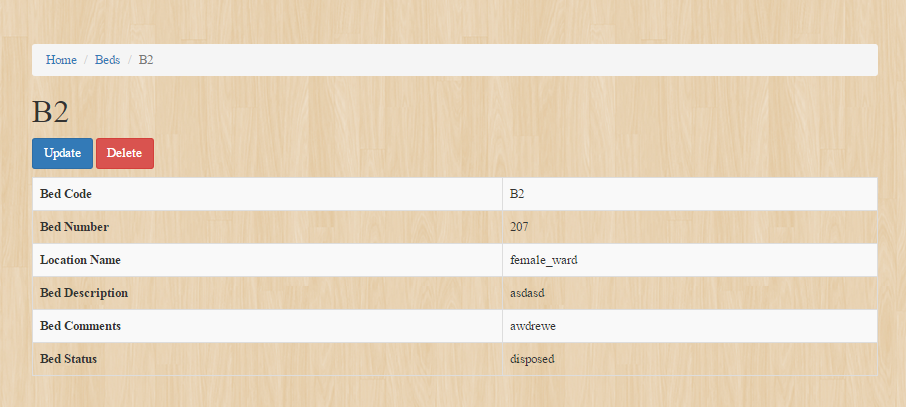 Home / Beds / B2
B2
Update Delete
Bed Code B2
Bed Number 207
Location Name female_ward
Bed Description asdasd
Bed Comments awdrewe
Bed Status disposed